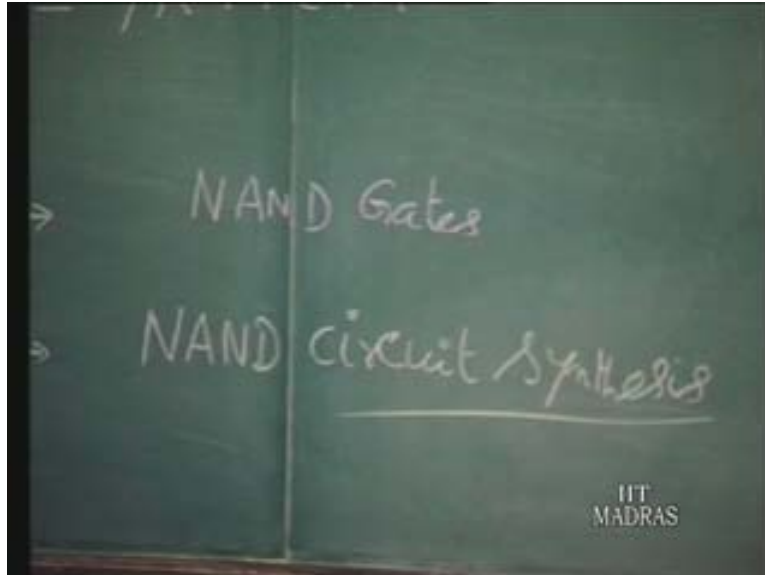 → NAND Gates
→ NAND Circuit Synthesis
IIT
MADRAS